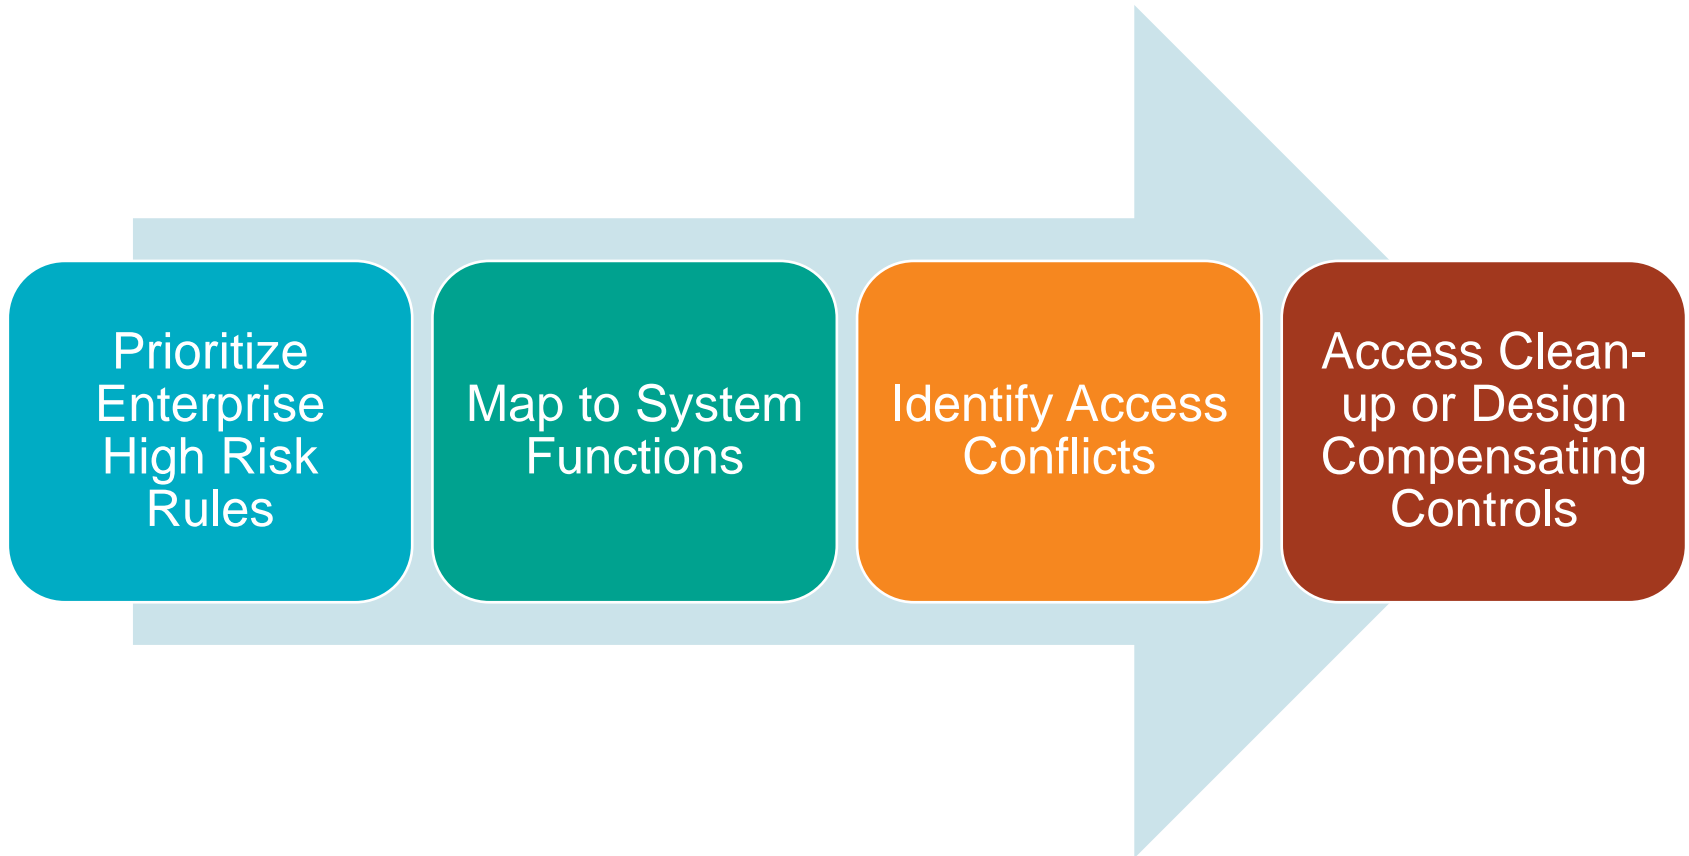 Prioritize
Enterprise
High Risk
Rules
Map to System
Functions
Identify Access
Conflicts
Access Clean-
up or Design
Compensating
Controls